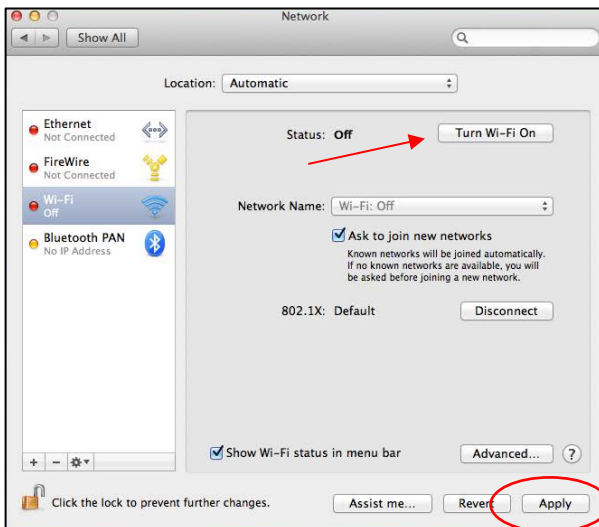 Network
Show All
Location: Automatic
Ethernet
Not Connected
FireWire
Not Connected
Wi-Fi
Off
Bluetooth PAN
No IP Address
Status: Off
Turn Wi-Fi On
Network Name: Wi-Fi: Off
Ask to join new networks
Known networks will be joined automatically.
If no known networks are available, you will
be asked before joining a new network.
802.1X: Default
Disconnect
Show Wi-Fi status in menu bar
Advanced...
?
Click the lock to prevent further changes.
Assist me...
Revert
Apply